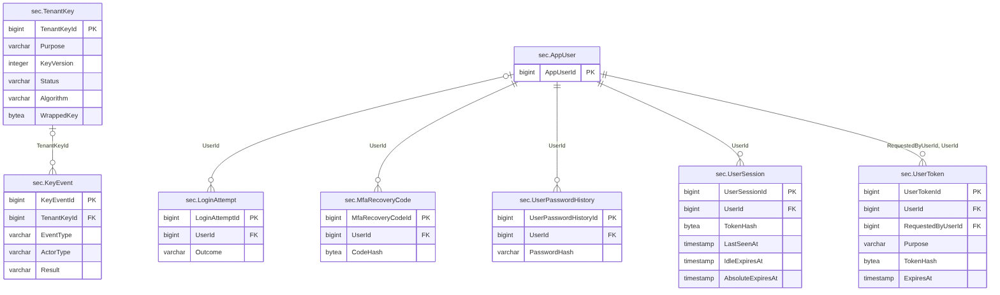 sec.TenantKey
bigint TenantKeyId PK
varchar Purpose
integer KeyVersion
varchar Status
varchar Algorithm
bytea WrappedKey
sec.AppUser
bigint AppUserId PK
TenantKeyId
UserId
UserId
UserId
UserId
RequestedByUserId, UserId
sec.KeyEvent
bigint KeyEventId PK
bigint TenantKeyId FK
varchar EventType
varchar ActorType
varchar Result
sec.LoginAttempt
bigint LoginAttemptId PK
bigint UserId FK
varchar Outcome
sec.MfaRecoveryCode
bigint MfaRecoveryCodeId PK
bigint UserId FK
bytea CodeHash
sec.UserPasswordHistory
bigint UserPasswordHistoryId PK
bigint UserId FK
varchar PasswordHash
sec.UserSession
bigint UserSessionId PK
bigint UserId FK
bytea TokenHash
timestamp LastSeenAt
timestamp IdleExpiresAt
timestamp AbsoluteExpiresAt
sec.UserToken
bigint UserTokenId PK
bigint UserId FK
bigint RequestedByUserId FK
varchar Purpose
bytea TokenHash
timestamp ExpiresAt